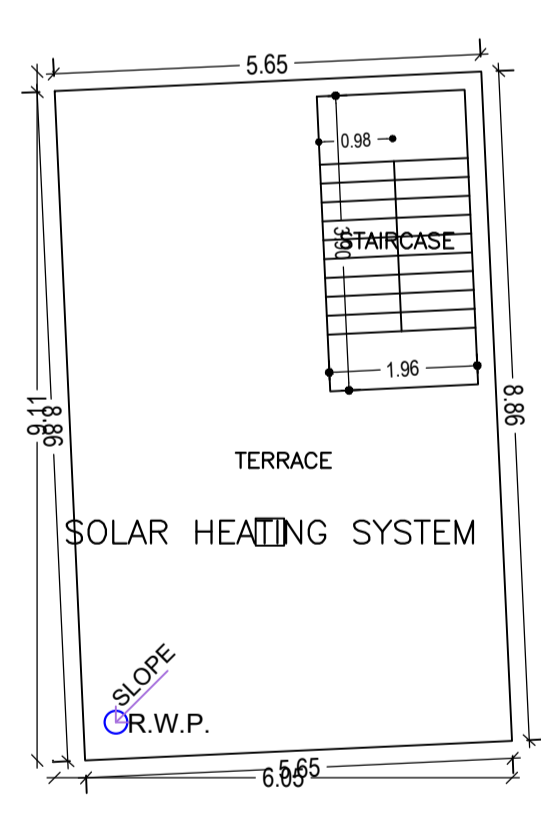 5.65
0.98
3.90
STAIRCASE
1.96
9.11
8.86
8.86
TERRACE
SOLAR HEATING SYSTEM
SLOPE
R.W.P.
5.65
6.05